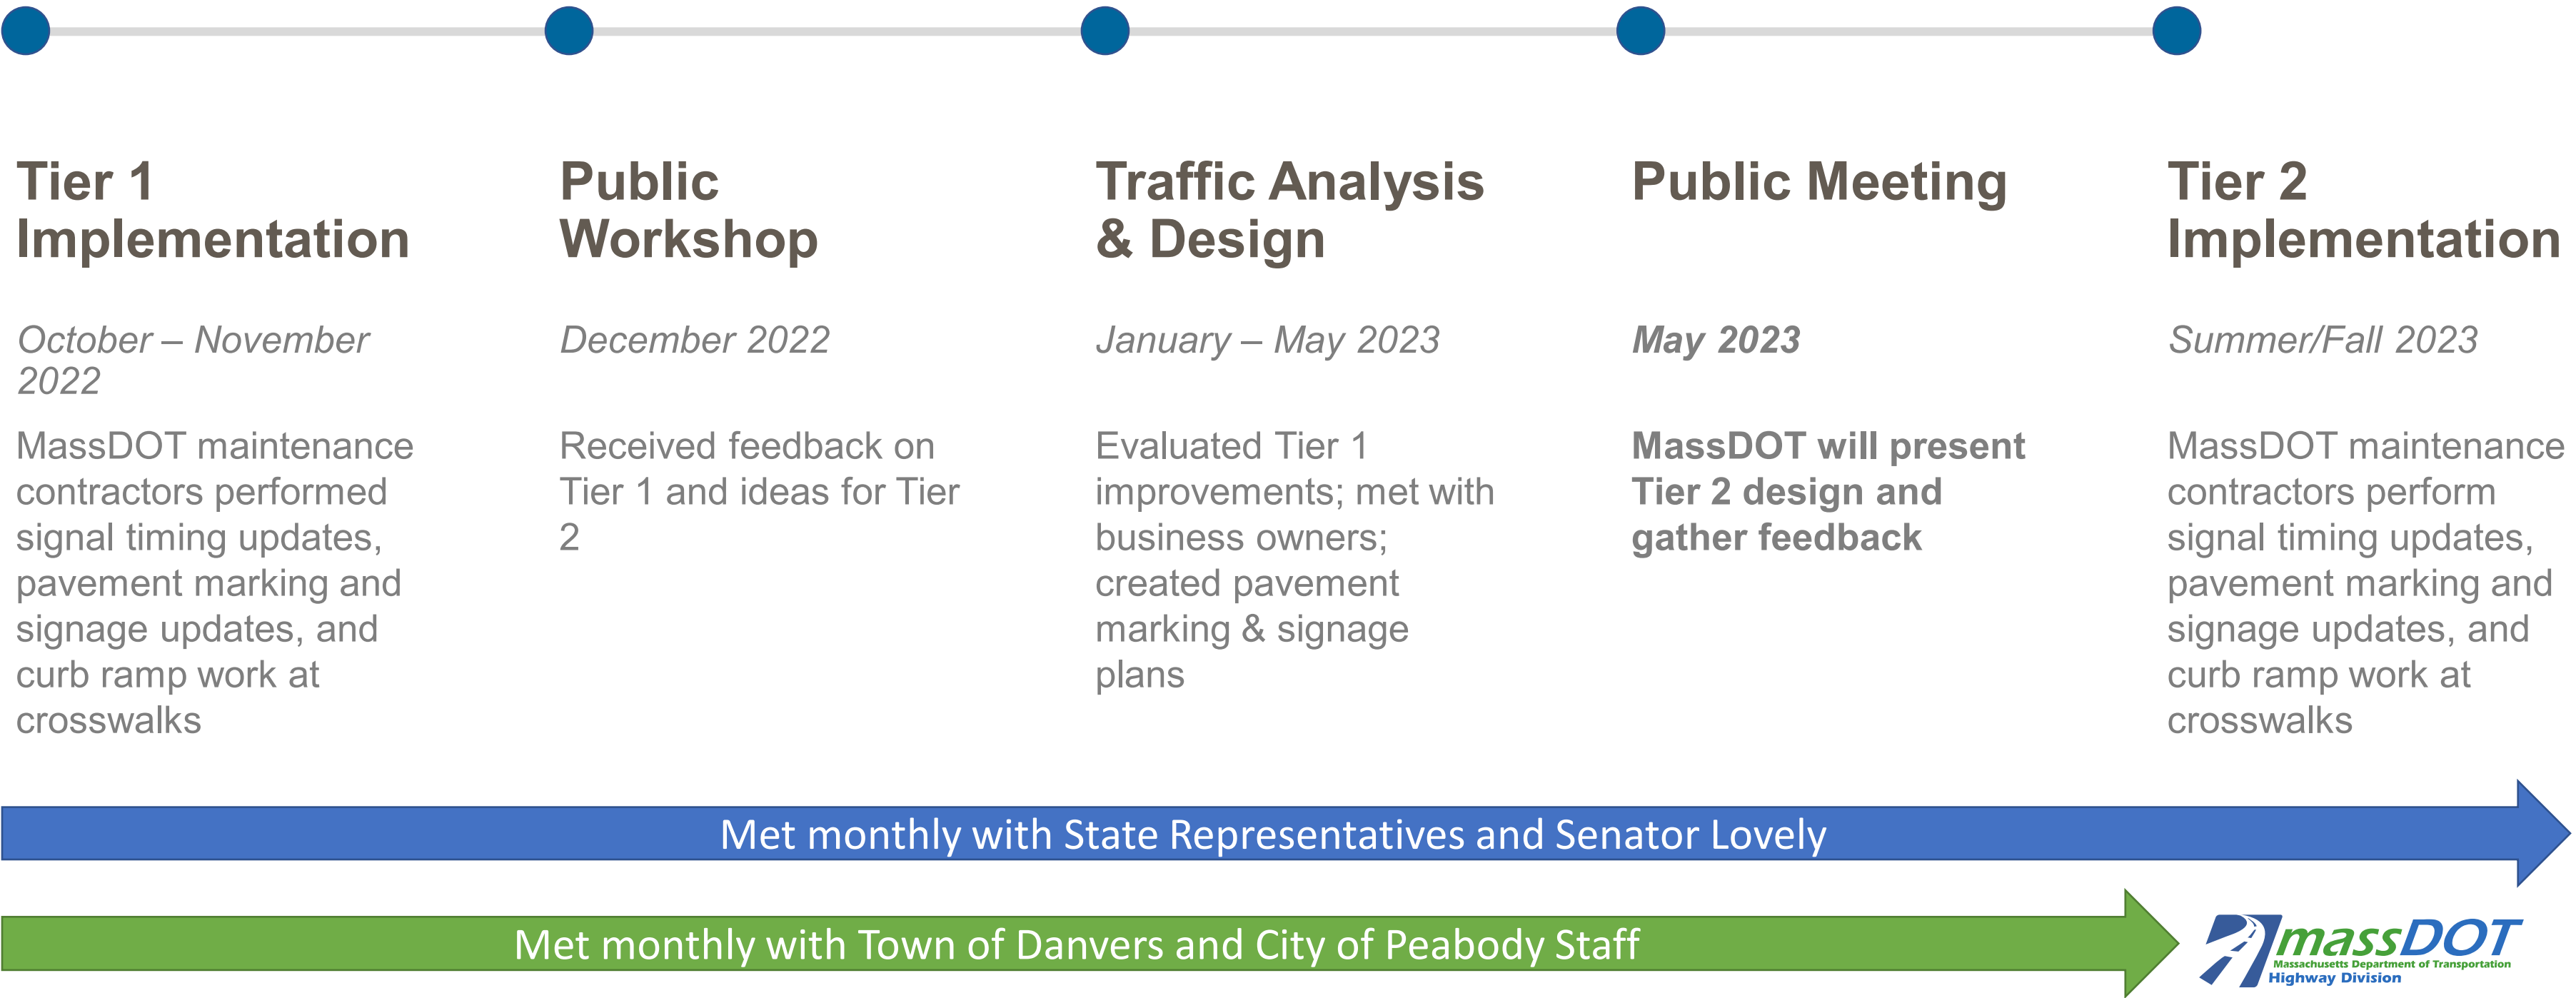 Tier 1
Implementation
October – November
2022
MassDOT maintenance
contractors performed
signal timing updates,
pavement marking and
signage updates, and
curb ramp work at
crosswalks
Public
Workshop
December 2022
Received feedback on
Tier 1 and ideas for Tier
2
Traffic Analysis
& Design
January – May 2023
Evaluated Tier 1
improvements; met with
business owners;
created pavement
marking & signage
plans
Public Meeting
May 2023
MassDOT will present
Tier 2 design and
gather feedback
Tier 2
Implementation
Summer/Fall 2023
MassDOT maintenance
contractors perform
signal timing updates,
pavement marking and
signage updates, and
curb ramp work at
crosswalks
Met monthly with State Representatives and Senator Lovely
Met monthly with Town of Danvers and City of Peabody Staff
massDOT
Massachusetts Department of Transportation
Highway Division